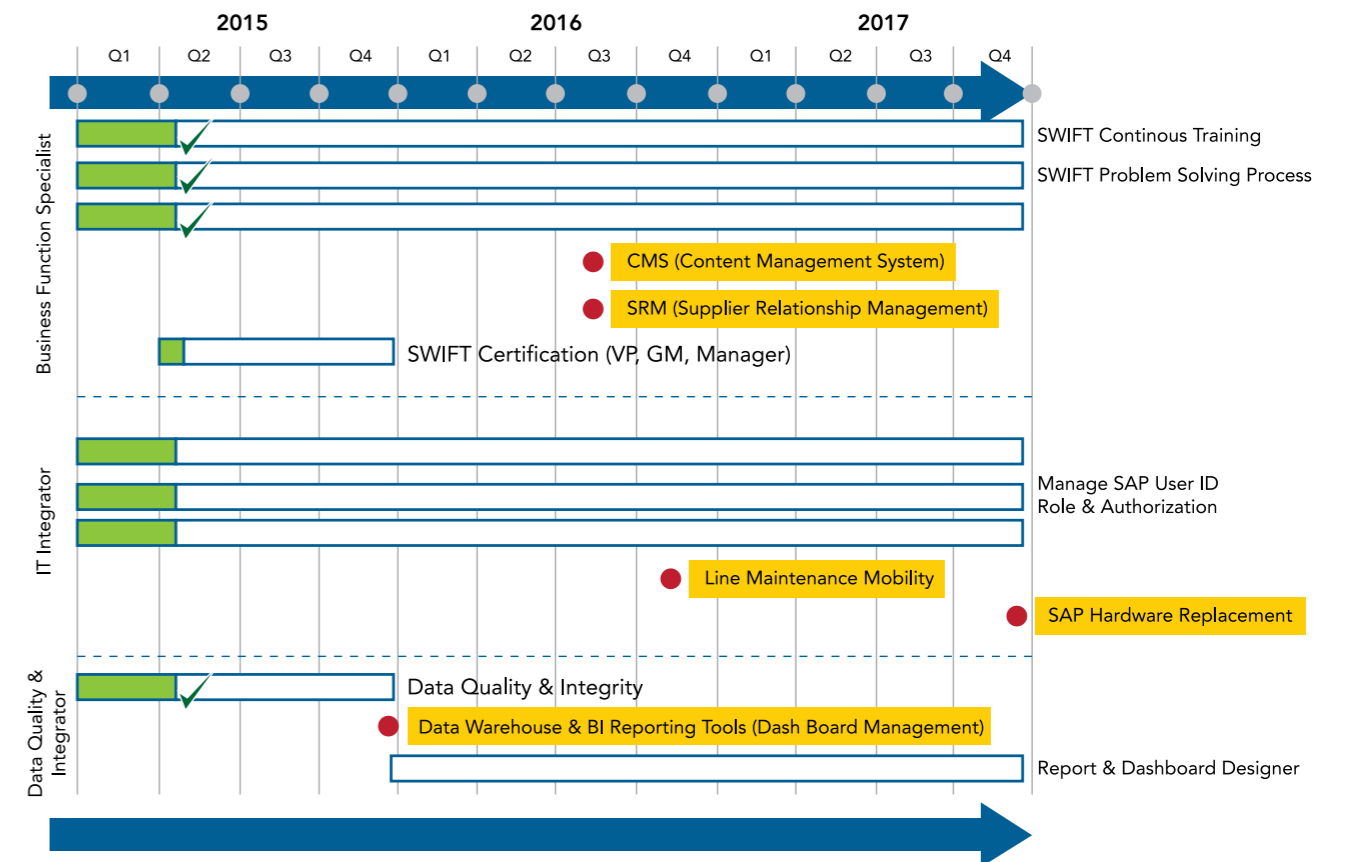 2015 2016 2017
Q1 Q2 Q3 Q4 Q1 Q2 Q3 Q4 Q1 Q2 Q3 Q4
Business Function Specialist
SWIFT Continous Training
SWIFT Problem Solving Process
CMS (Content Management System)
SRM (Supplier Relationship Management)
SWIFT Certification (VP, GM, Manager)
IT Integrator
Manage SAP User ID
Role & Authorization
Line Maintenance Mobility
SAP Hardware Replacement
Data Quality &
Integrator
Data Quality & Integrity
Data Warehouse & BI Reporting Tools (Dash Board Management)
Report & Dashboard Designer